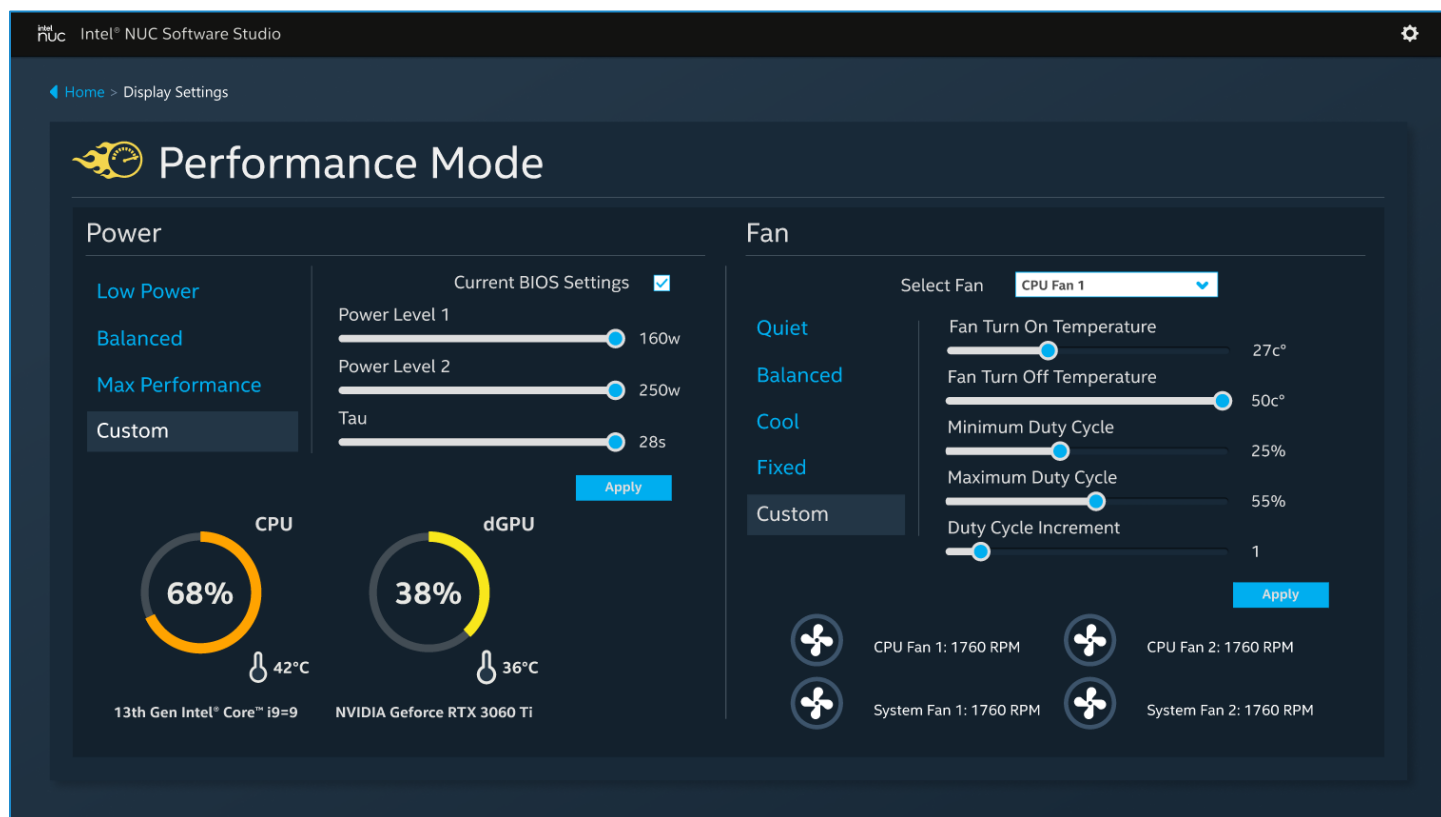 intel nuc Intel® NUC Software Studio
Home > Display Settings
Performance Mode
Power
Low Power
Balanced
Max Performance
Custom
Current BIOS Settings
Power Level 1
160w
Power Level 2
250w
Tau
28s
Apply
CPU
68%
42°C
13th Gen Intel® Core™ i9=9
dGPU
38%
36°C
NVIDIA Geforce RTX 3060 Ti
Fan
Select Fan CPU Fan 1
Quiet
Balanced
Cool
Fixed
Custom
Fan Turn On Temperature
27c°
Fan Turn Off Temperature
50c°
Minimum Duty Cycle
25%
Maximum Duty Cycle
55%
Duty Cycle Increment
1
Apply
CPU Fan 1: 1760 RPM
CPU Fan 2: 1760 RPM
System Fan 1: 1760 RPM
System Fan 2: 1760 RPM